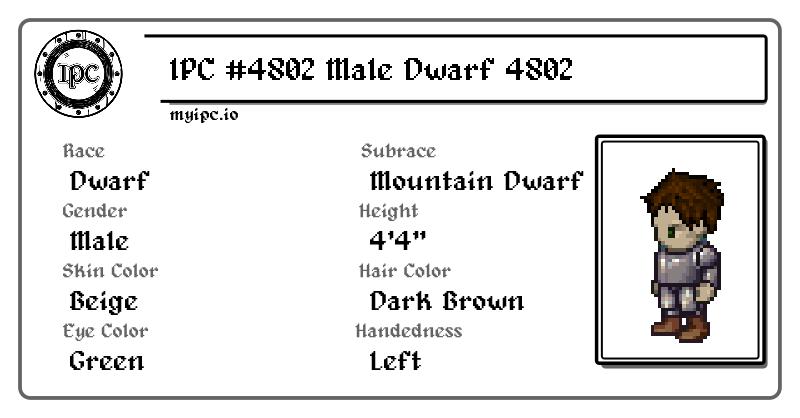 IPC
IPC #4802 Male Dwarf 4802
myipc.io
Race
Subrace
Dwarf
Mountain Dwarf
Gender
Height
Male
4'4"
Skin Color
Hair Color
Beige
Dark Brown
Eye Color
Handedness
Green
Left